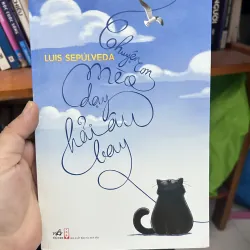 LUIS SEPÚLVEDA
Chuyện con
mèo
dạy
hải âu
bay